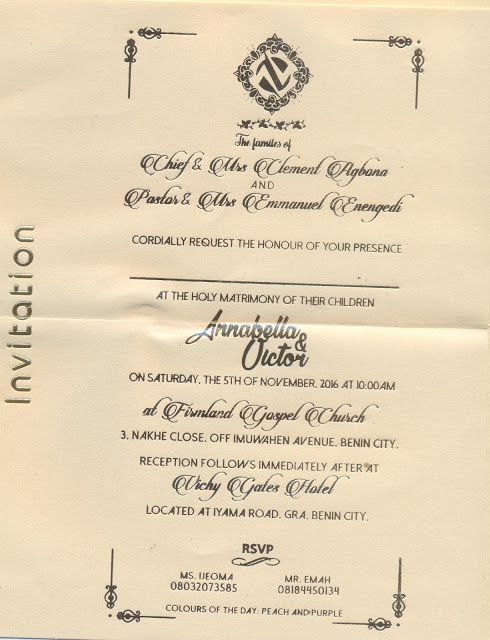 Invitation
The families of
Chief & Mrs Clement Agbona
AND
Pastor & Mrs Emmanuel Enengedi
CORDIALLY REQUEST THE HONOUR OF YOUR PRESENCE
AT THE HOLY MATRIMONY OF THEIR CHILDREN
Annabella
&
Victor
ON SATURDAY, THE 5TH OF NOVEMBER, 2016 AT 10:00AM
at Firmland Gospel Church
3, NAKHE CLOSE, OFF IMUWAHEN AVENUE, BENIN CITY.
RECEPTION FOLLOWS IMMEDIATELY AFTER AT
Vichy Gates Hotel
LOCATED AT IYAMA ROAD, GRA, BENIN CITY.
RSVP
MS. IJEOMA
08032073585
MR. EMAH
08184450134
COLOURS OF THE DAY: PEACH AND PURPLE